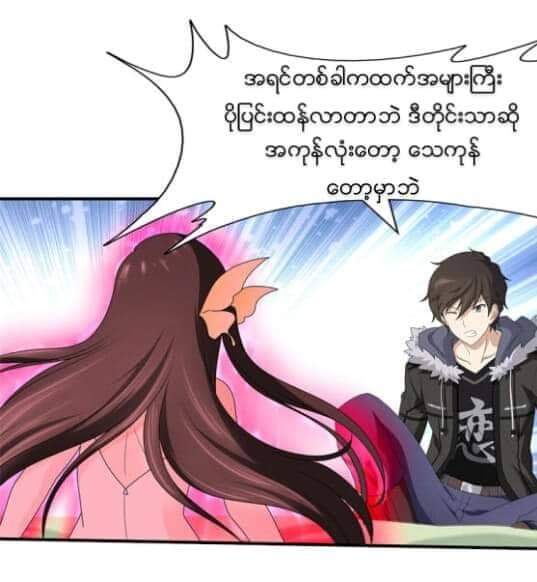 အရင်တစ်ခါကထက်အများကြီး
ပိုပြင်းထန်လာတာဘဲ ဒီတိုင်းသာဆို
အကုန်လုံးတော့ သေကုန်
တော့မှာဘဲ
恋